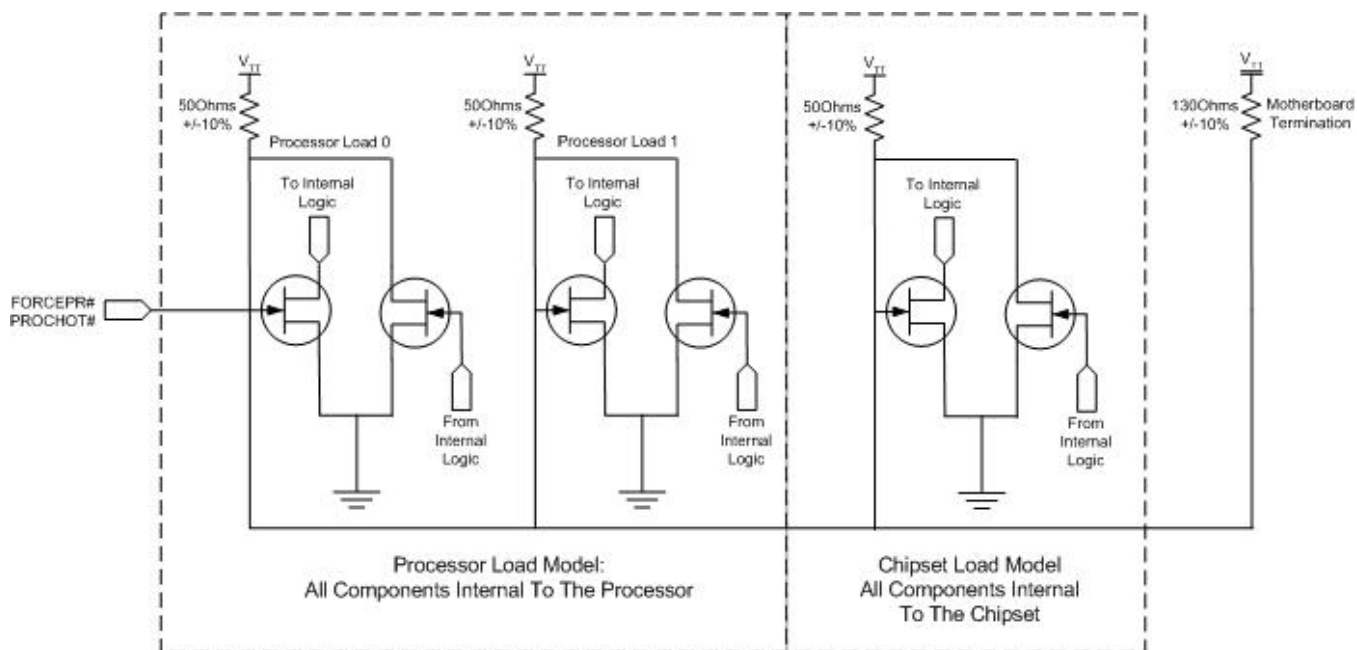 V_TT
50Ohms
+/-10%
Processor Load 0
To Internal
Logic
From
Internal
Logic
V_TT
50Ohms
+/-10%
Processor Load 1
To Internal
Logic
From
Internal
Logic
V_TT
50Ohms
+/-10%
To Internal
Logic
From
Internal
Logic
V_TT
130Ohms
+/-10%
Motherboard
Termination
FORCEPR#
PROCHOT#
Processor Load Model:
All Components Internal To The Processor
Chipset Load Model
All Components Internal
To The Chipset